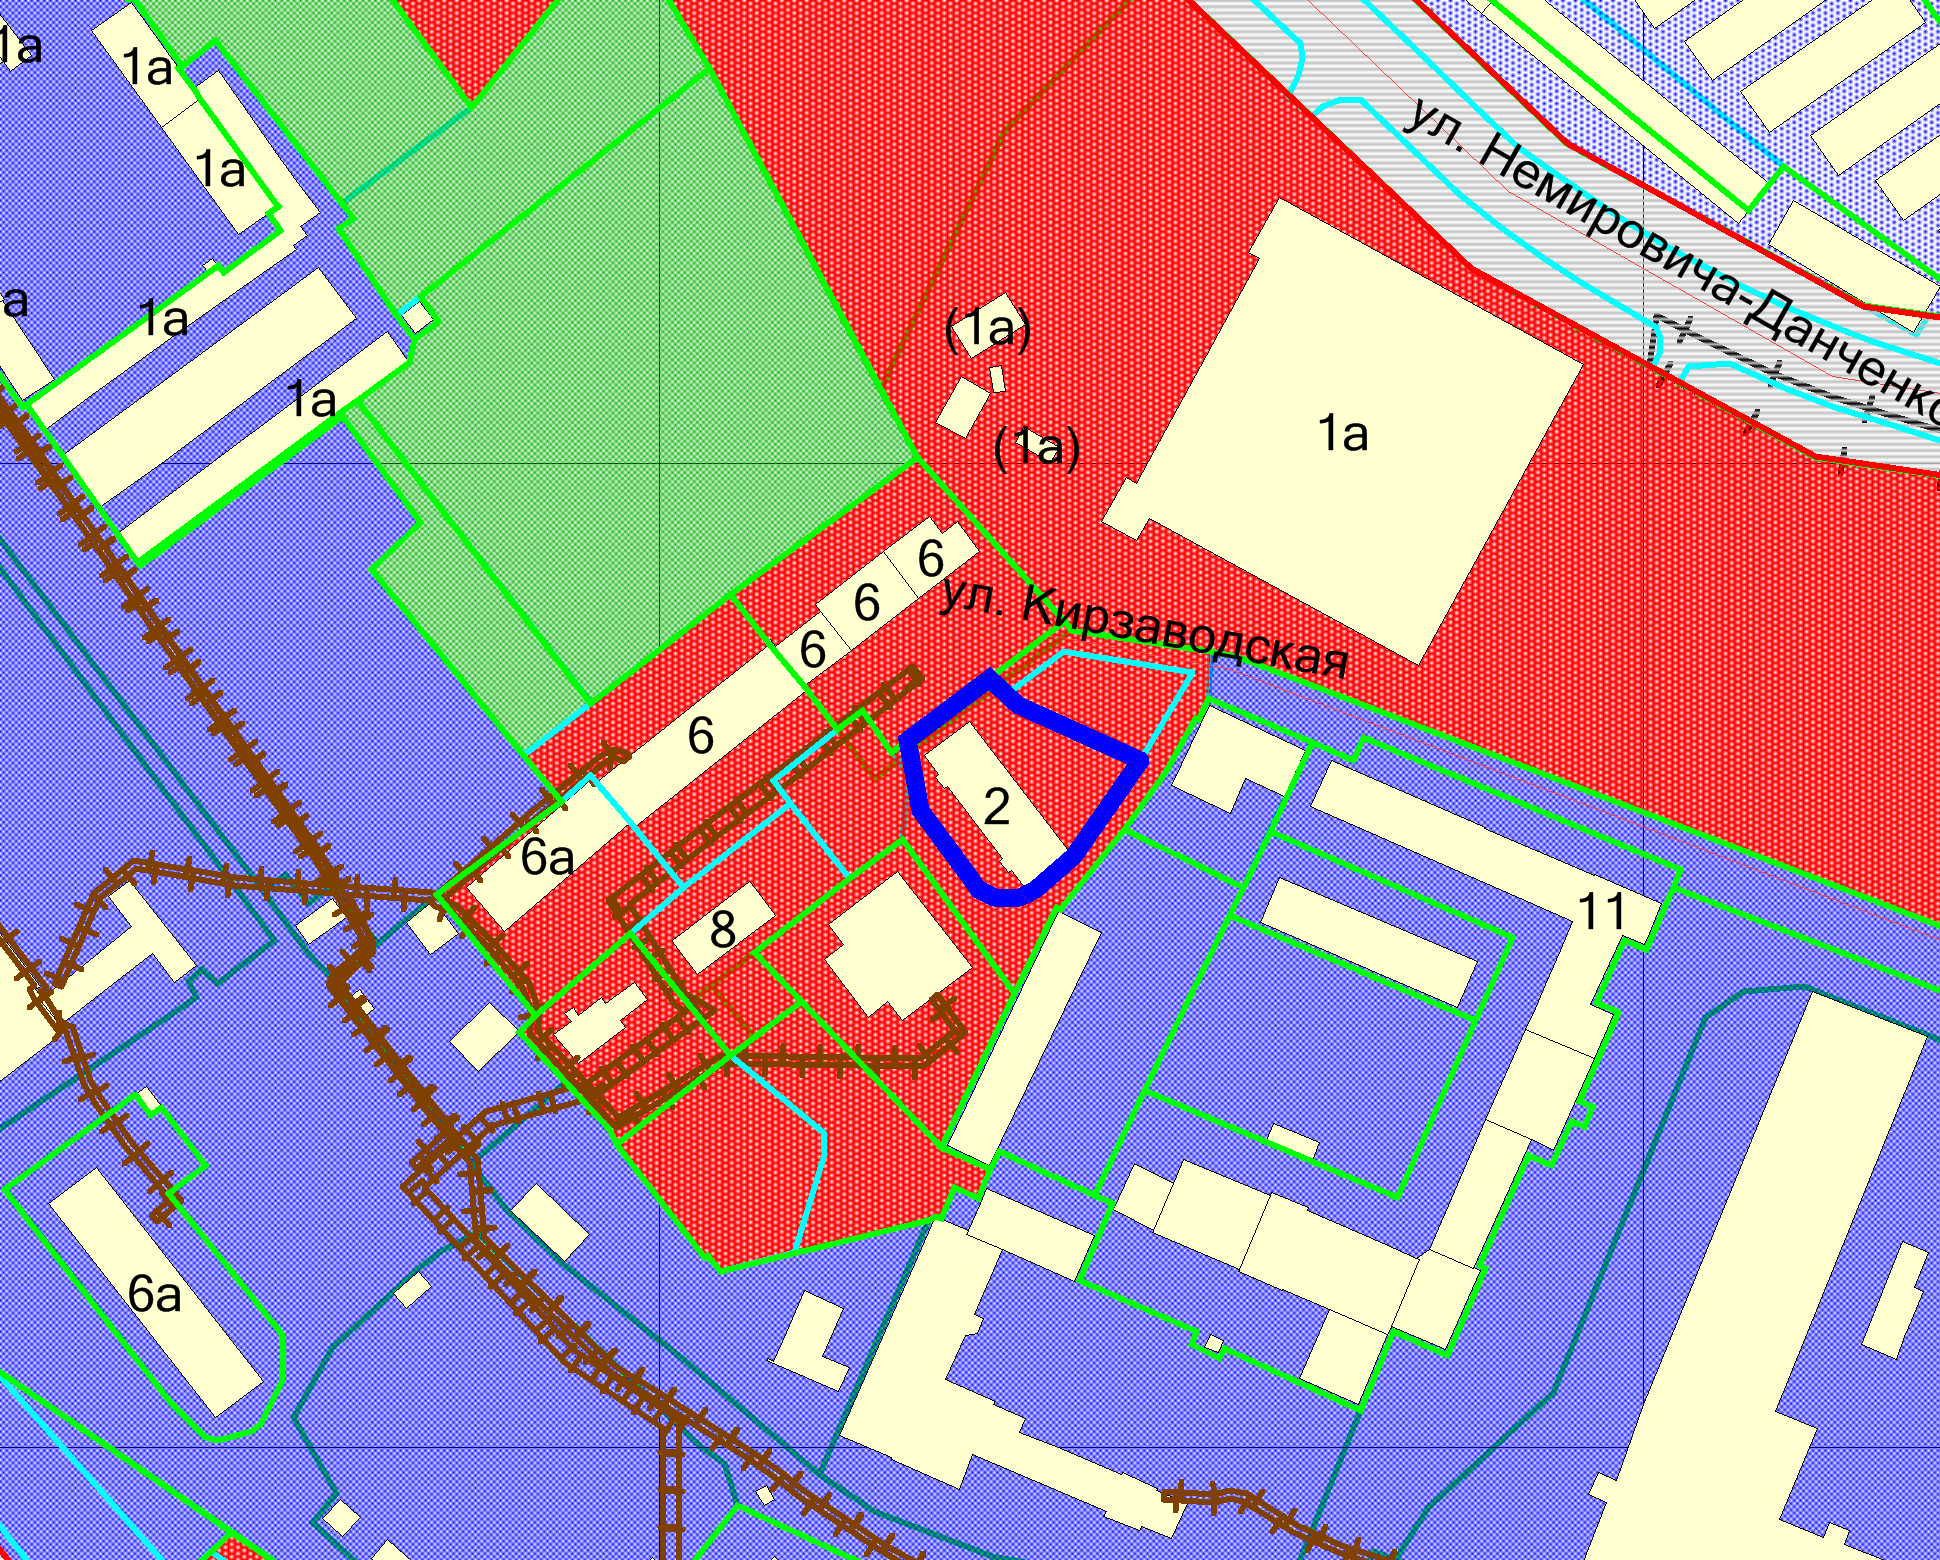 1а
1а
1а
ул. Немировича-Данченко
а
1а
(1а)
1а
1а
(1а)
6
6
ул. Кирзаводская
6
6
2
6а
11
8
6а